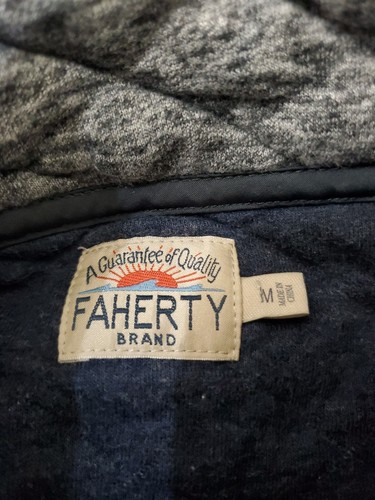 A Guarantee of Quality
FAHERTY
BRAND
M
MADE IN
CHINA